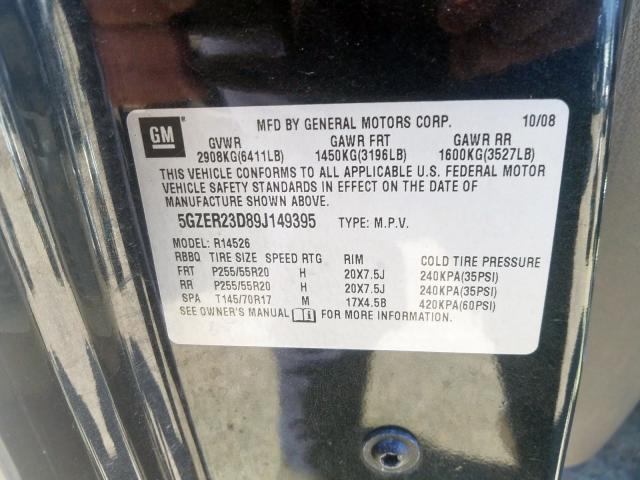 GM
MFD BY GENERAL MOTORS CORP. 10/08
GVWR GAWR FRT GAWR RR
2908KG(6411LB) 1450KG(3196LB) 1600KG(3527LB)
THIS VEHICLE CONFORMS TO ALL APPLICABLE U.S. FEDERAL MOTOR
VEHICLE SAFETY STANDARDS IN EFFECT ON THE DATE OF
MANUFACTURE SHOWN ABOVE.
5GZER23D89J149395 TYPE: M.P.V.
MODEL: R14526
RBBQ TIRE SIZE SPEED RTG RIM COLD TIRE PRESSURE
FRT P255/55R20 H 20X7.5J 240KPA(35PSI)
RR P255/55R20 H 20X7.5J 240KPA(35PSI)
SPA T145/70R17 M 17X4.5B 420KPA(60PSI)
SEE OWNER'S MANUAL FOR MORE INFORMATION.